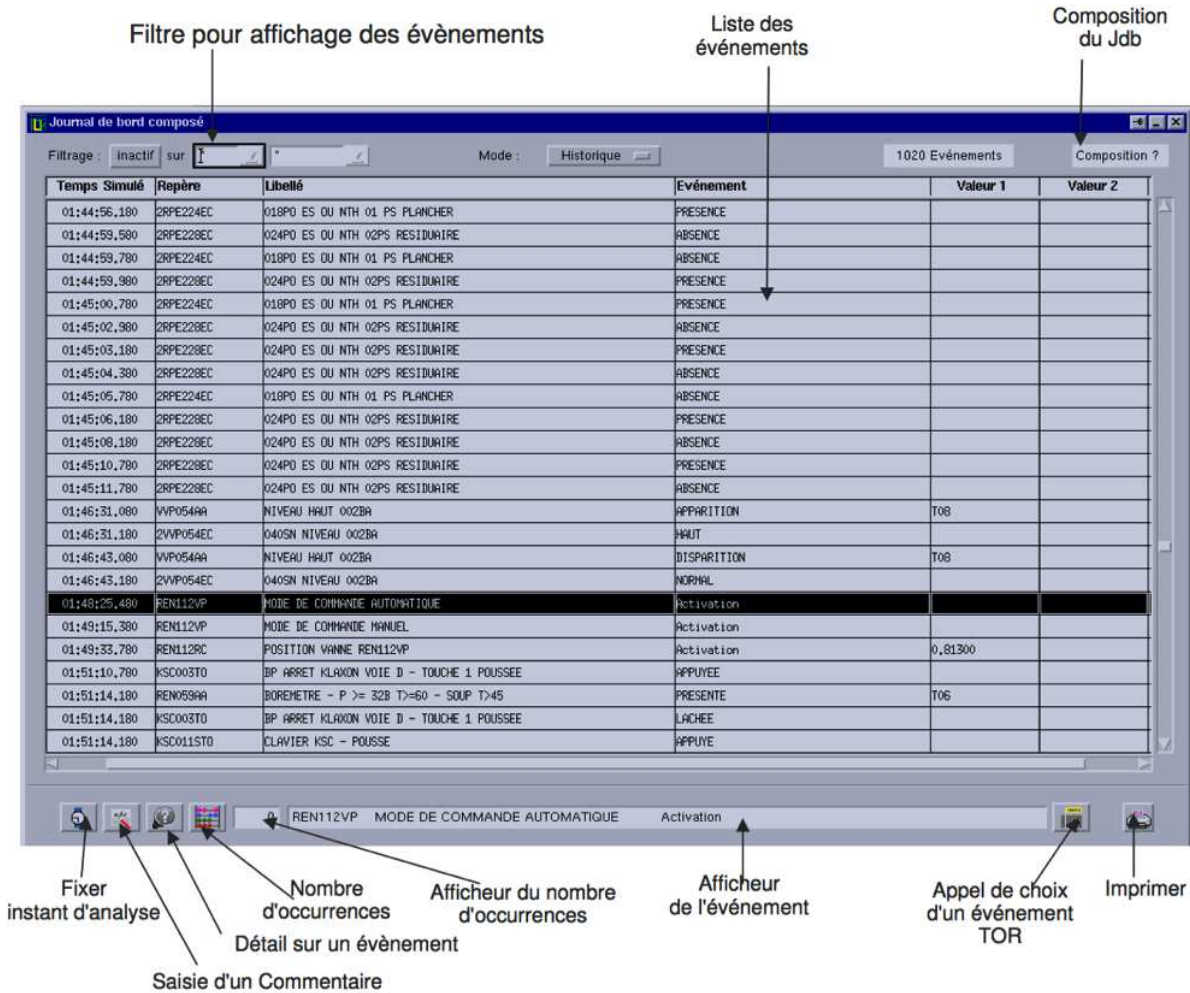 Filtre pour affichage des évènements
Liste des
événements
Composition
du Jdb
Journal de bord composé
Filtrage : inactif sur * * Mode : Historique 1020 Evénements Composition ?
Temps Simulé Repère Libellé Evénement Valeur 1 Valeur 2
01:44:56.180 2RPE224EC 018PO ES OU NTH 01 PS PLANCHER PRESENCE
01:44:59.580 2RPE228EC 024PO ES OU NTH 02PS RESIDUAIRE ABSENCE
01:44:59.780 2RPE224EC 018PO ES OU NTH 01 PS PLANCHER ABSENCE
01:44:59.980 2RPE228EC 024PO ES OU NTH 02PS RESIDUAIRE PRESENCE
01:45:00.780 2RPE224EC 018PO ES OU NTH 01 PS PLANCHER PRESENCE
01:45:02.980 2RPE228EC 024PO ES OU NTH 02PS RESIDUAIRE ABSENCE
01:45:03.180 2RPE228EC 024PO ES OU NTH 02PS RESIDUAIRE PRESENCE
01:45:04.380 2RPE228EC 024PO ES OU NTH 02PS RESIDUAIRE ABSENCE
01:45:05.780 2RPE224EC 018PO ES OU NTH 01 PS PLANCHER ABSENCE
01:45:06.180 2RPE228EC 024PO ES OU NTH 02PS RESIDUAIRE PRESENCE
01:45:08.180 2RPE228EC 024PO ES OU NTH 02PS RESIDUAIRE ABSENCE
01:45:10.780 2RPE228EC 024PO ES OU NTH 02PS RESIDUAIRE PRESENCE
01:45:11.780 2RPE228EC 024PO ES OU NTH 02PS RESIDUAIRE ABSENCE
01:46:31.080 VVP054AA NIVEAU HAUT 002BA APPARITION T08
01:46:31.180 2VVP054EC 040SN NIVEAU 002BA HAUT
01:46:43.080 VVP054AA NIVEAU HAUT 002BA DISPARITION T08
01:46:43.180 2VVP054EC 040SN NIVEAU 002BA NORMAL
01:48:25.480 REN112VP MODE DE COMMANDE AUTOMATIQUE Activation
01:49:15.380 REN112VP MODE DE COMMANDE MANUEL Activation
01:49:33.780 REN112RC POSITION VANNE REN112VP Activation 0.81300
01:51:10.780 KSC003TO BP ARRET KLAXON VOIE D - TOUCHE 1 POUSSEE APPUYEE
01:51:14.180 REN059AA BOREMETRE - P >= 32B T>=60 - SOUP T>45 PRESENTE T06
01:51:14.180 KSC003TO BP ARRET KLAXON VOIE D - TOUCHE 1 POUSSEE LACHEE
01:51:14.180 KSC011STO CLAVIER KSC - POUSSE APPUYE
0 REN112VP MODE DE COMMANDE AUTOMATIQUE Activation
Fixer
instant d'analyse
Nombre
d'occurrences
Afficheur du nombre
d'occurrences
Afficheur
de l'événement
Appel de choix
d'un événement
TOR
Imprimer
Détail sur un évènement
Saisie d'un Commentaire